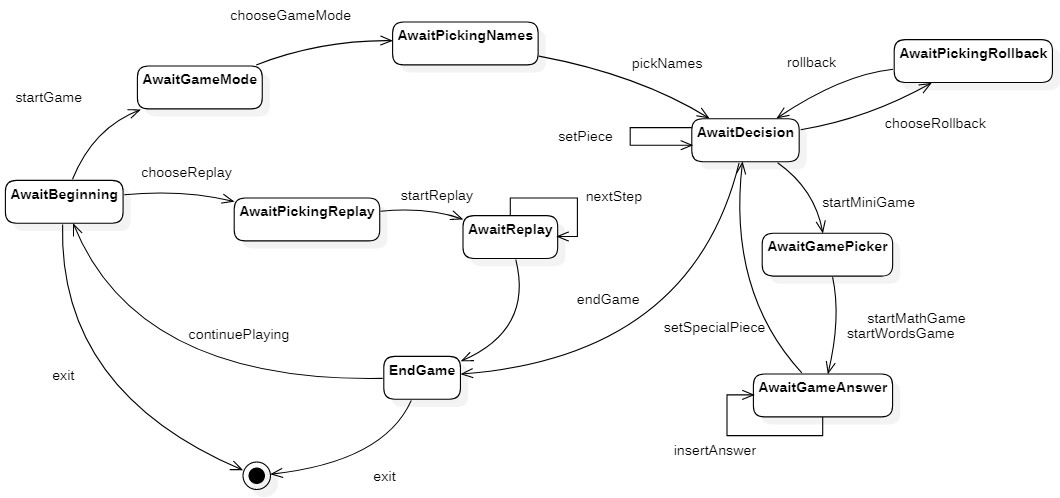 chooseGameMode
AwaitPickingNames
AwaitPickingRollback
rollback
pickNames
AwaitGameMode
startGame
chooseRollback
AwaitDecision
setPiece
chooseReplay
AwaitBeginning
startReplay
nextStep
startMiniGame
AwaitPickingReplay
AwaitReplay
AwaitGamePicker
endGame
startMathGame
setSpecialPiece
startWordsGame
continuePlaying
EndGame
exit
AwaitGameAnswer
insertAnswer
exit